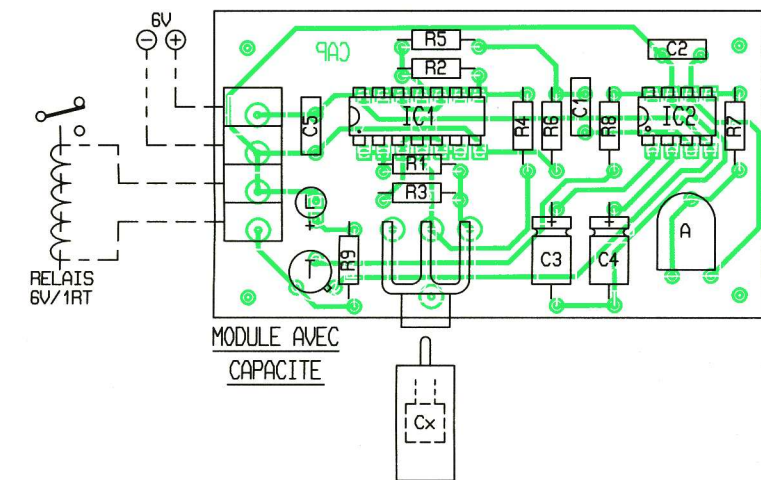 6V
- +
R5
CAP
R2
C2
C5
IC1
R4
R6
C1
R8
IC2
R7
R1
R3
L
+
T
R9
+
C3
+
C4
A
RELAIS
6V/1RT
MODULE AVEC
CAPACITE
Cx